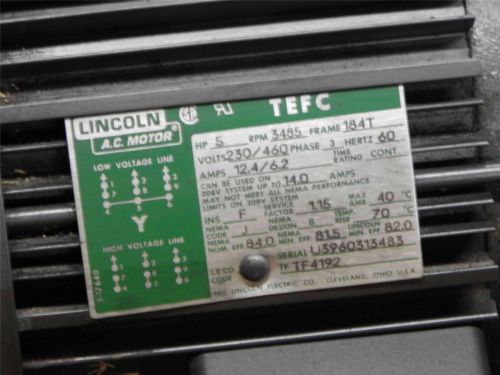 LINCOLN
A.C. MOTOR®
TEFC
HP 5 RPM 3485 FRAME 184T
VOLTS 230/460 PHASE 3 HERTZ 60
AMPS 12.4/6.2 TIME RATING CONT.
CAN BE USED ON
208V SYSTEM UP TO 14.0 AMPS
MAY NOT MEET ALL NEMA PERFORMANCE
LIMITS ON 208V SYSTEM
INS F SERVICE FACTOR 1.15 MAX AMB 40 °C
NEMA CODE J NEMA DESIGN B TEMP. RISE 70 °C
NEMA NOM. EFF 84.0 NEMA MIN. EFF 81.5 LINCOLN MIN. EFF. 82.0
SERIAL U3960313483
L E CO CODE TF TF4192
THE LINCOLN ELECTRIC CO., CLEVELAND, OHIO U.S.A.
LOW VOLTAGE LINE
Y
HIGH VOLTAGE LINE
S-17649